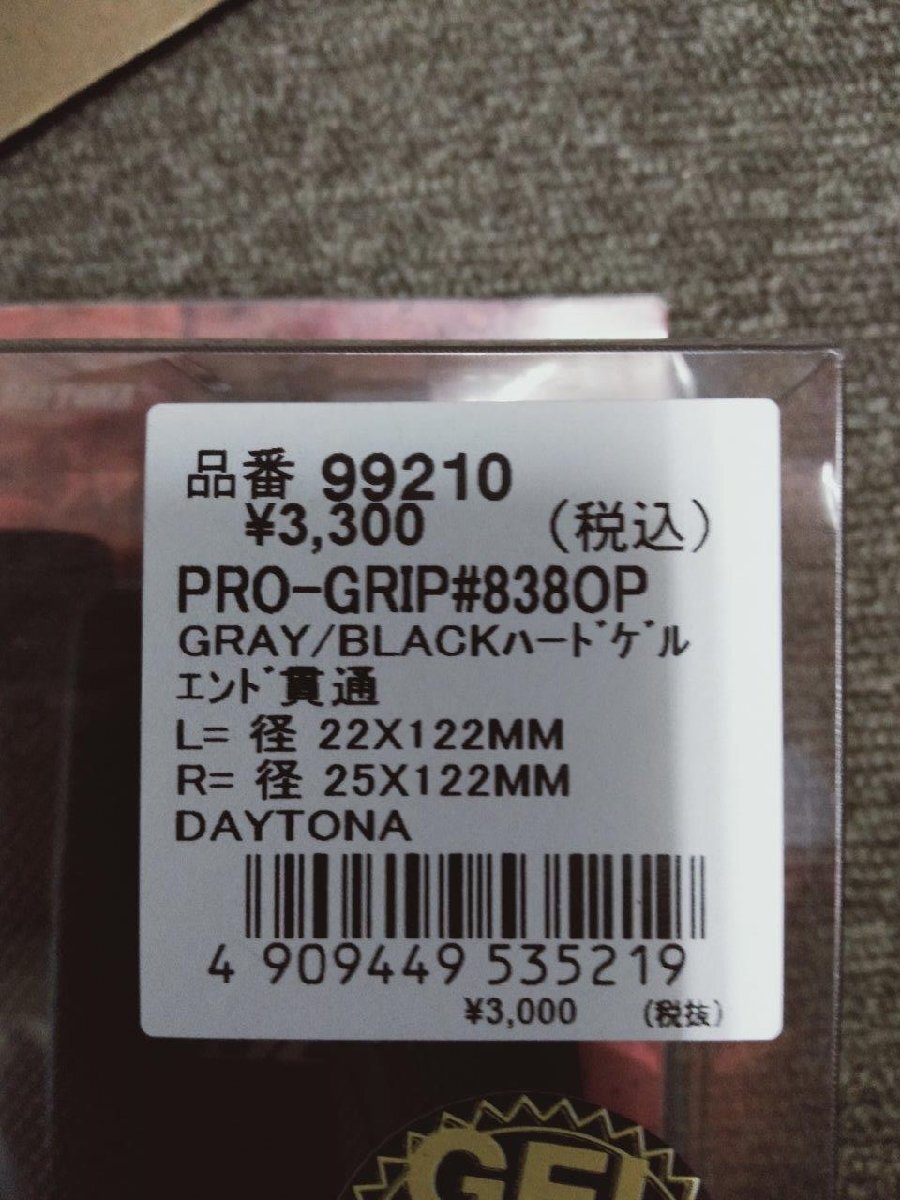 品番 99210
¥3,300 (税込)
PRO-GRIP#838OP
GRAY/BLACKハードゲル
エンド貫通
L= 径 22X122MM
R= 径 25X122MM
DAYTONA
4 909449 535219
¥3,000 (税抜)
GEL